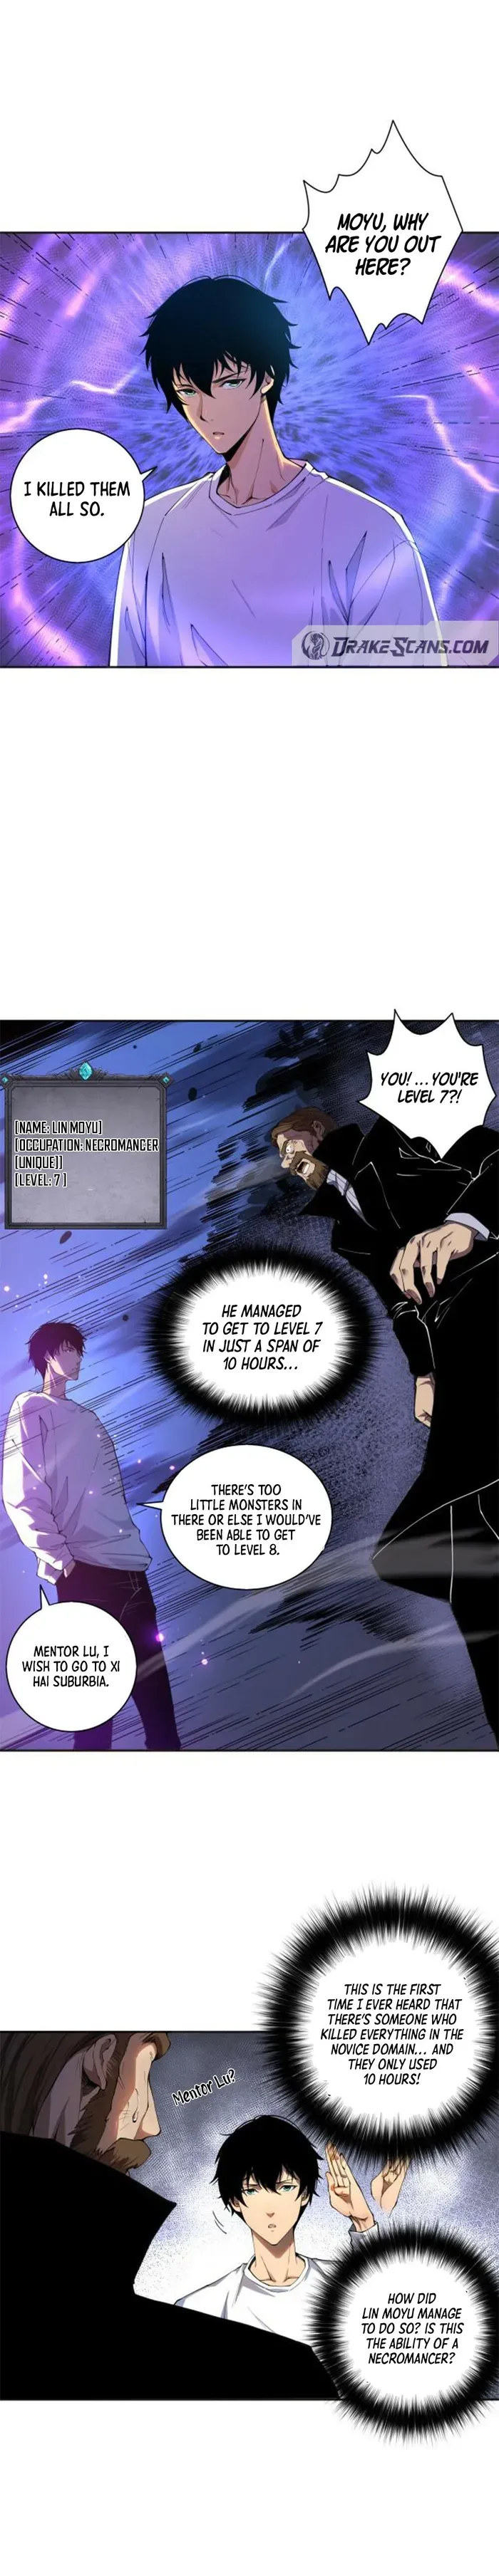 MOYU, WHY
ARE YOU OUT
HERE?
I KILLED THEM
ALL SO.
DRAKESCANS.COM
YOU! ...YOU'RE
LEVEL 7?!
[NAME: LIN MOYU]
[OCCUPATION: NECROMANCER
[UNIQUE]]
[LEVEL: 7 ]
HE MANAGED
TO GET TO LEVEL 7
IN JUST A SPAN OF
10 HOURS...
THERE'S TOO
LITTLE MONSTERS IN
THERE OR ELSE I WOULD'VE
BEEN ABLE TO GET
TO LEVEL 8.
MENTOR LU, I
WISH TO GO TO XI
HAI SUBURBIA.
THIS IS THE FIRST
TIME I EVER HEARD THAT
THERE'S SOMEONE WHO
KILLED EVERYTHING IN THE
NOVICE DOMAIN... AND
THEY ONLY USED
10 HOURS!
Mentor Lu?
HOW DID
LIN MOYU MANAGE
TO DO SO? IS THIS
THE ABILITY OF A
NECROMANCER?